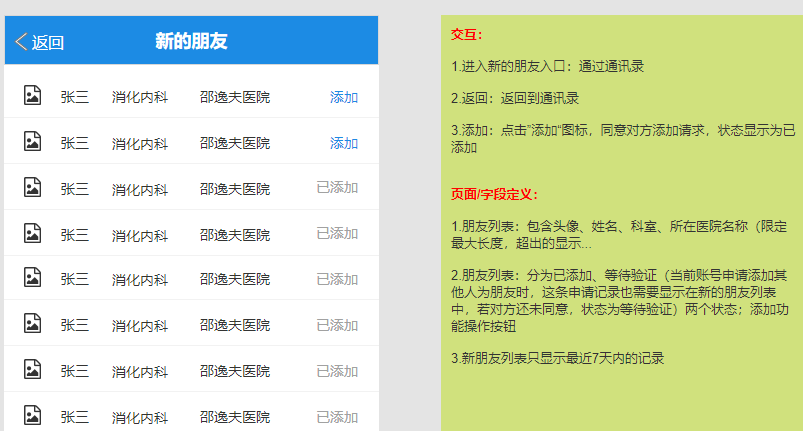 返回 新的朋友
张三 消化内科 邵逸夫医院 添加
张三 消化内科 邵逸夫医院 添加
张三 消化内科 邵逸夫医院 已添加
张三 消化内科 邵逸夫医院 已添加
张三 消化内科 邵逸夫医院 已添加
张三 消化内科 邵逸夫医院 已添加
张三 消化内科 邵逸夫医院 已添加
张三 消化内科 邵逸夫医院 已添加
交互：
1.进入新的朋友入口：通过通讯录
2.返回：返回到通讯录
3.添加：点击"添加"图标，同意对方添加请求，状态显示为已
添加
页面/字段定义：
1.朋友列表：包含头像、姓名、科室、所在医院名称（限定
最大长度，超出的显示...
2.朋友列表：分为已添加、等待验证（当前账号申请添加其
他人为朋友时，这条申请记录也需要显示在新的朋友列表
中，若对方还未同意，状态为等待验证）两个状态；添加功
能操作按钮
3.新朋友列表只显示最近7天内的记录